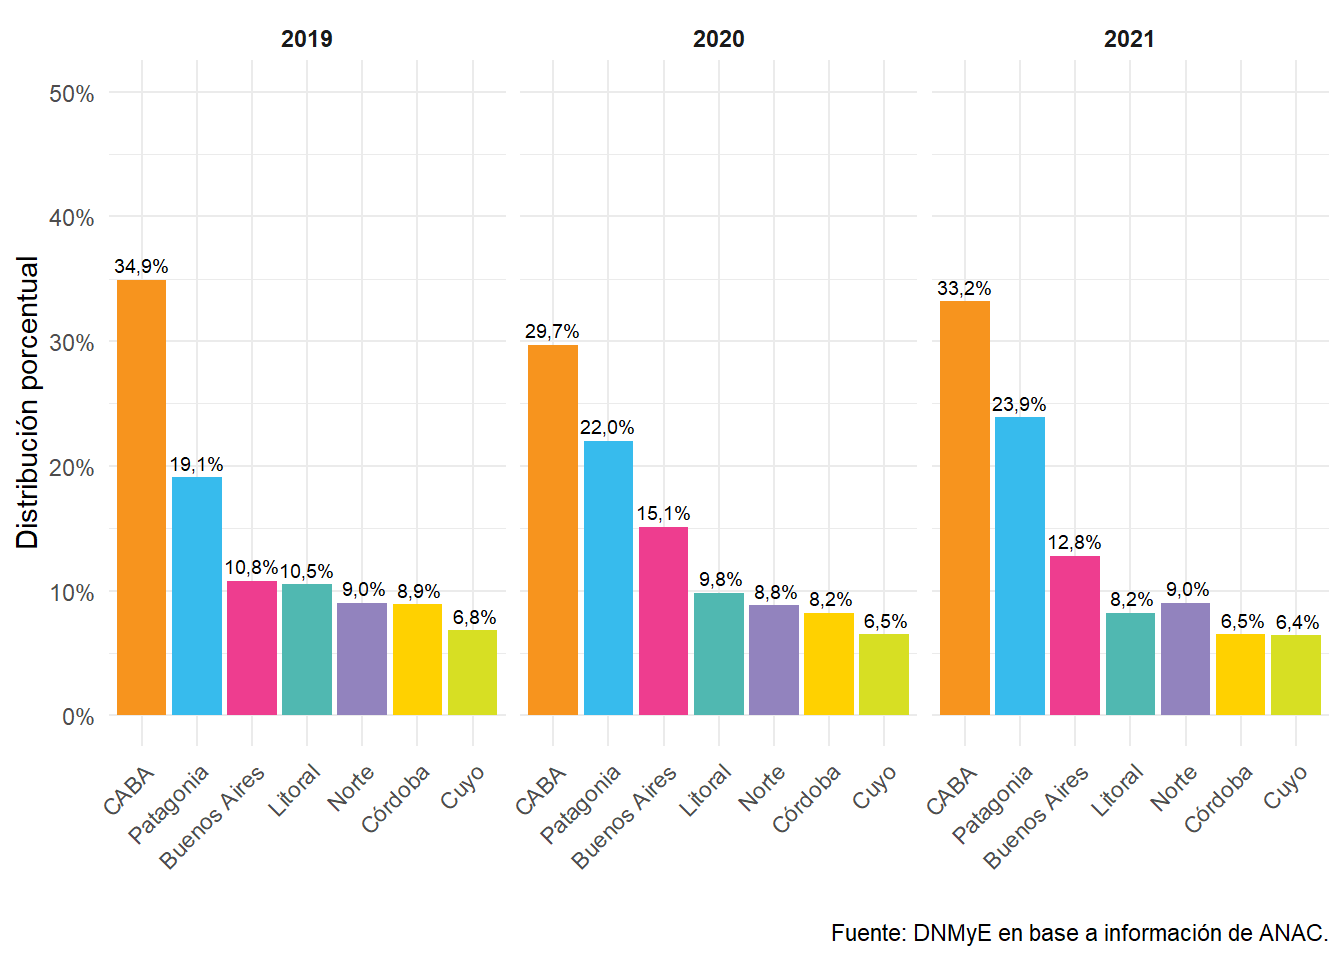 2019
2020
2021
Distribución porcentual
50%
40%
30%
20%
10%
0%
34,9%
19,1%
10,8%
10,5%
9,0%
8,9%
6,8%
29,7%
22,0%
15,1%
9,8%
8,8%
8,2%
6,5%
33,2%
23,9%
12,8%
8,2%
9,0%
6,5%
6,4%
CABA
Patagonia
Buenos Aires
Litoral
Norte
Córdoba
Cuyo
CABA
Patagonia
Buenos Aires
Litoral
Norte
Córdoba
Cuyo
CABA
Patagonia
Buenos Aires
Litoral
Norte
Córdoba
Cuyo
Fuente: DNMyE en base a información de ANAC.